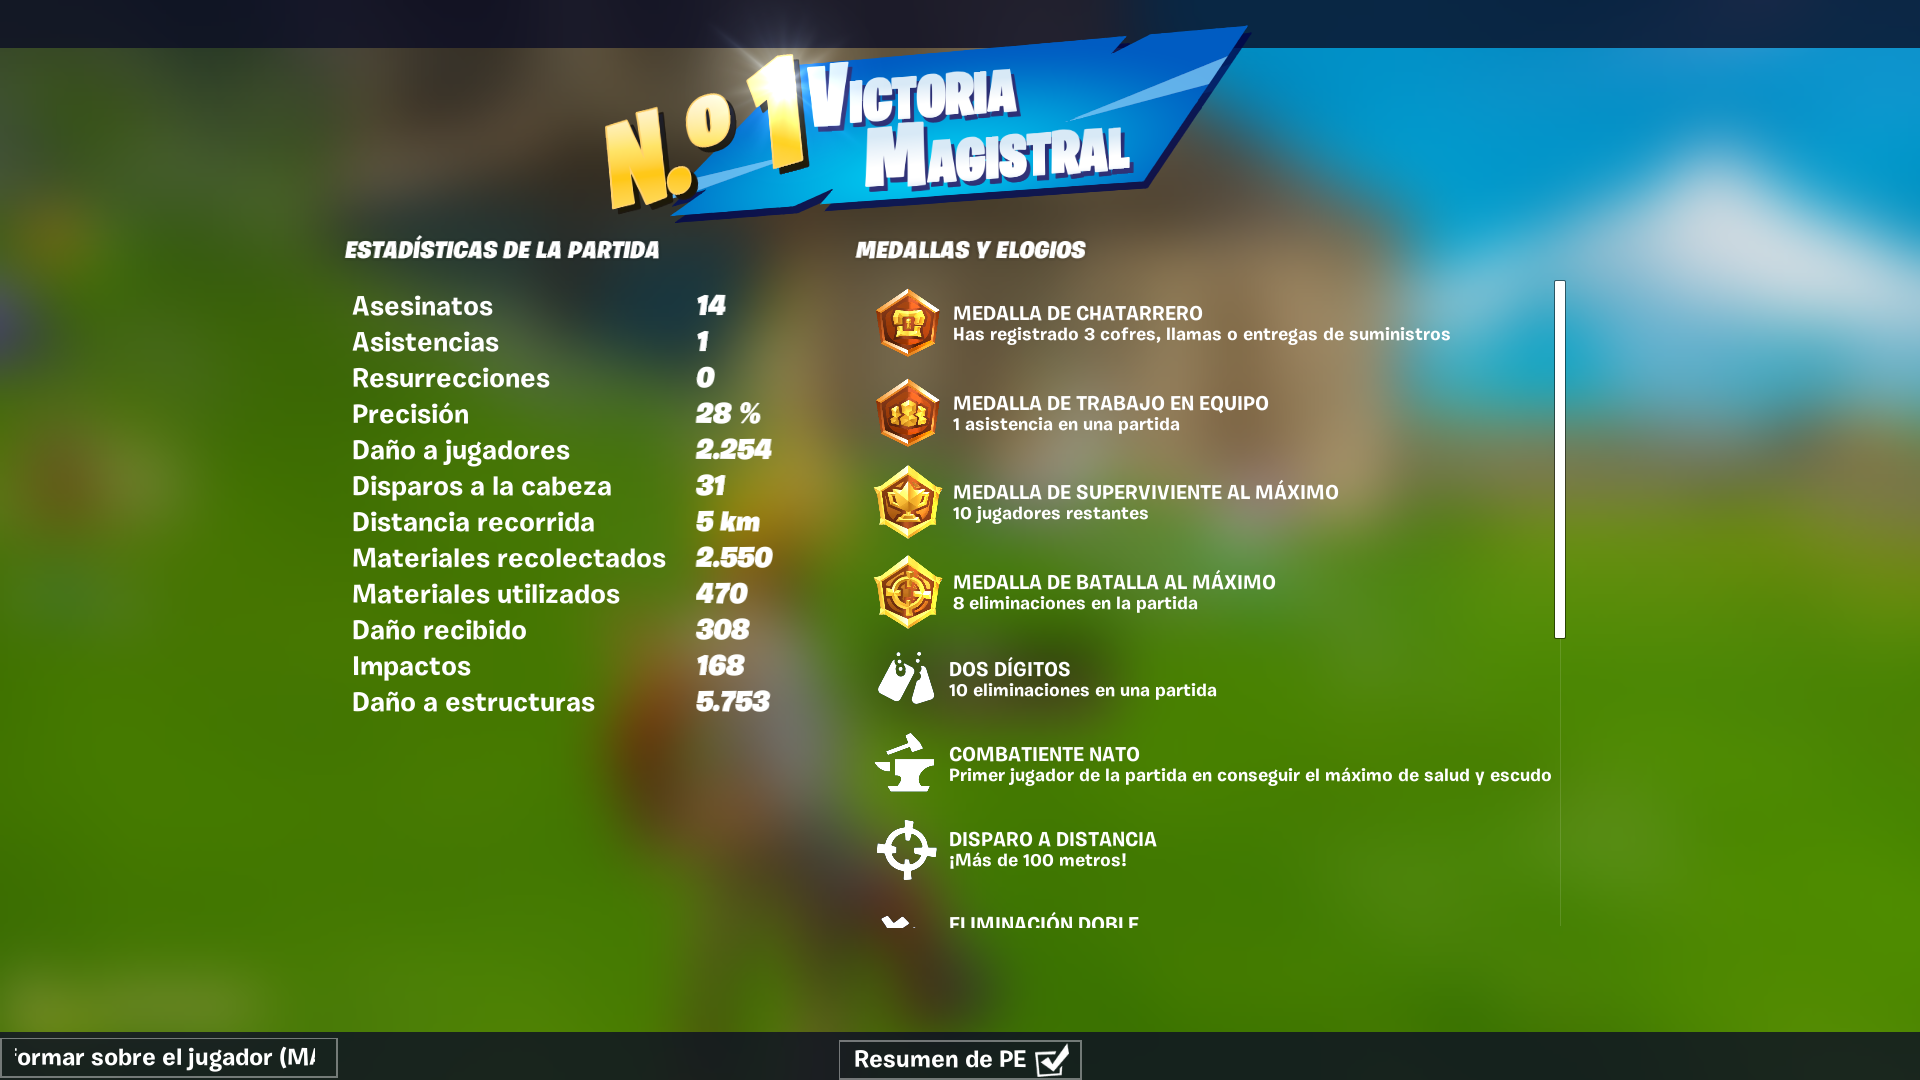 N.º 1 VICTORIA
MAGISTRAL
ESTADÍSTICAS DE LA PARTIDA
Asesinatos 14
Asistencias 1
Resurrecciones 0
Precisión 28 %
Daño a jugadores 2.254
Disparos a la cabeza 31
Distancia recorrida 5 km
Materiales recolectados 2.550
Materiales utilizados 470
Daño recibido 308
Impactos 168
Daño a estructuras 5.753
MEDALLAS Y ELOGIOS
MEDALLA DE CHATARRERO
Has registrado 3 cofres, llamas o entregas de suministros
MEDALLA DE TRABAJO EN EQUIPO
1 asistencia en una partida
MEDALLA DE SUPERVIVIENTE AL MÁXIMO
10 jugadores restantes
MEDALLA DE BATALLA AL MÁXIMO
8 eliminaciones en la partida
DOS DÍGITOS
10 eliminaciones en una partida
COMBATIENTE NATO
Primer jugador de la partida en conseguir el máximo de salud y escudo
DISPARO A DISTANCIA
¡Más de 100 metros!
ELIMINACIÓN DOBLE
ormar sobre el jugador (MA
Resumen de PE